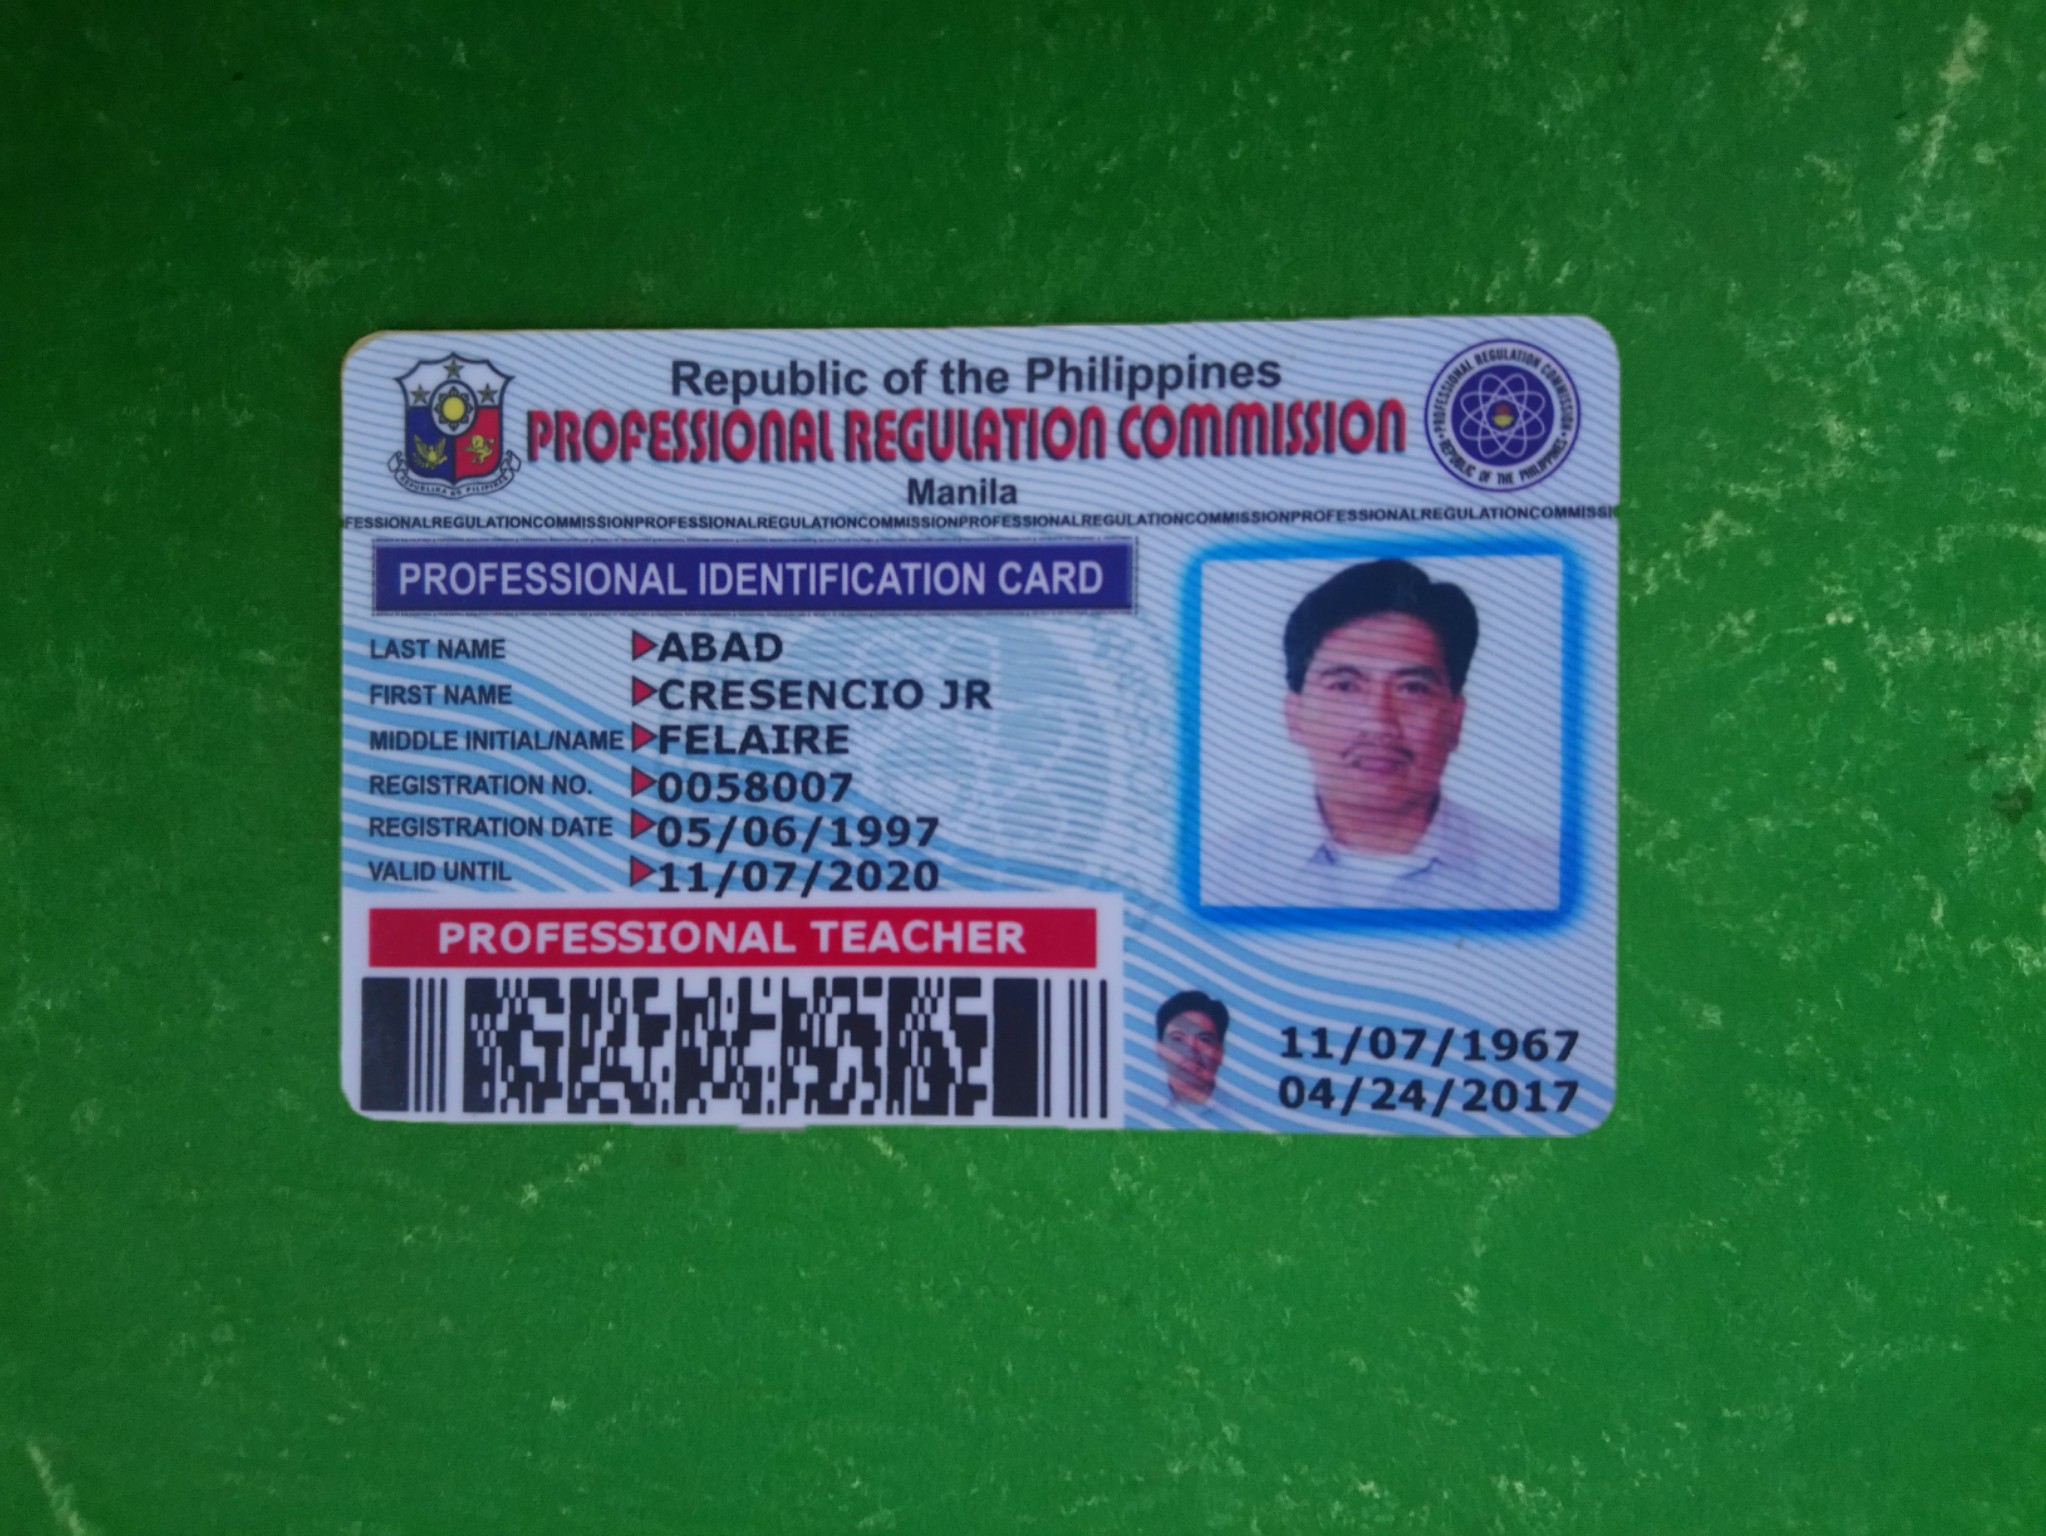 Republic of the Philippines
PROFESSIONAL REGULATION COMMISSION
Manila
PROFESSIONAL REGULATION COMMISSION
REPUBLIC OF THE PHILIPPINES
REPUBLIKA NG PILIPINAS
FESSIONALREGULATIONCOMMISSIONPROFESSIONALREGULATIONCOMMISSIONPROFESSIONALREGULATIONCOMMISSIONPROFESSIONALREGULATIONCOMMISSI
PROFESSIONAL IDENTIFICATION CARD
LAST NAME ABAD
FIRST NAME CRESENCIO JR
MIDDLE INITIAL/NAME FELAIRE
REGISTRATION NO. 0058007
REGISTRATION DATE 05/06/1997
VALID UNTIL 11/07/2020
PROFESSIONAL TEACHER
11/07/1967
04/24/2017